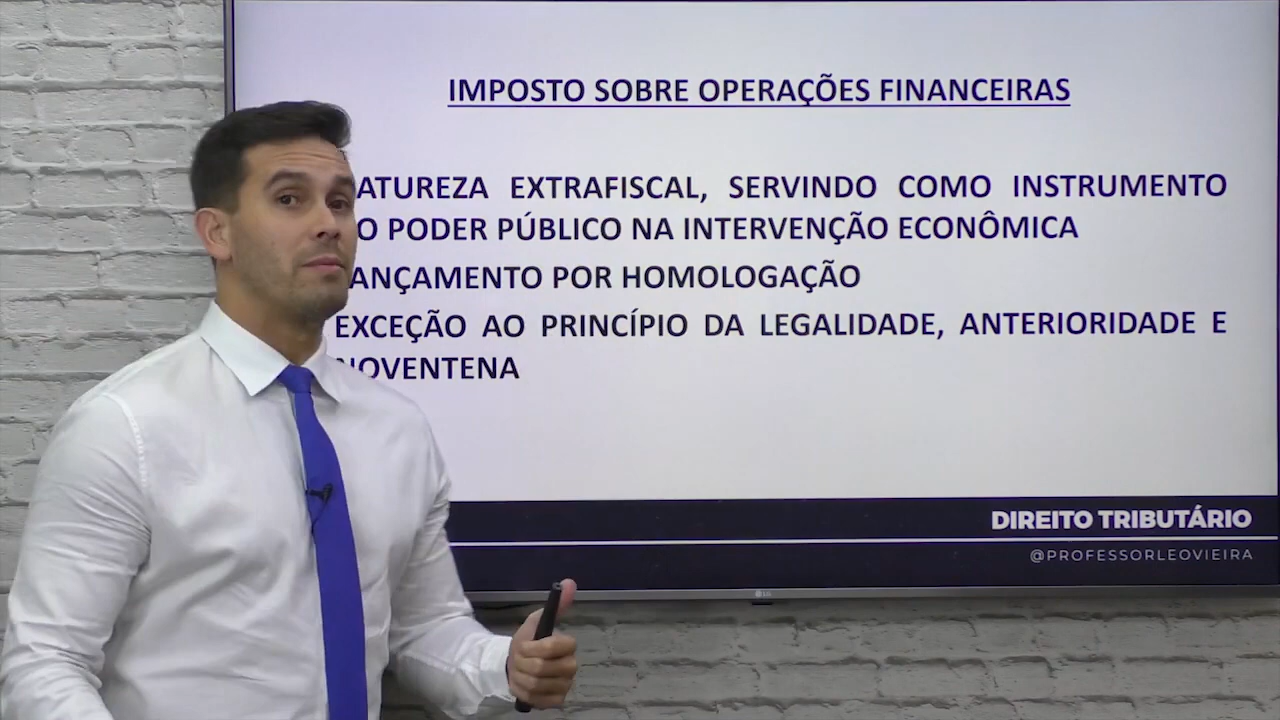 IMPOSTO SOBRE OPERAÇÕES FINANCEIRAS
ATUREZA EXTRAFISCAL, SERVINDO COMO INSTRUMENTO
O PODER PÚBLICO NA INTERVENÇÃO ECONÔMICA
ANÇAMENTO POR HOMOLOGAÇÃO
EXCEÇÃO AO PRINCÍPIO DA LEGALIDADE, ANTERIORIDADE E
NOVENTENA
DIREITO TRIBUTÁRIO
@PROFESSORLEOVIEIRA
LG